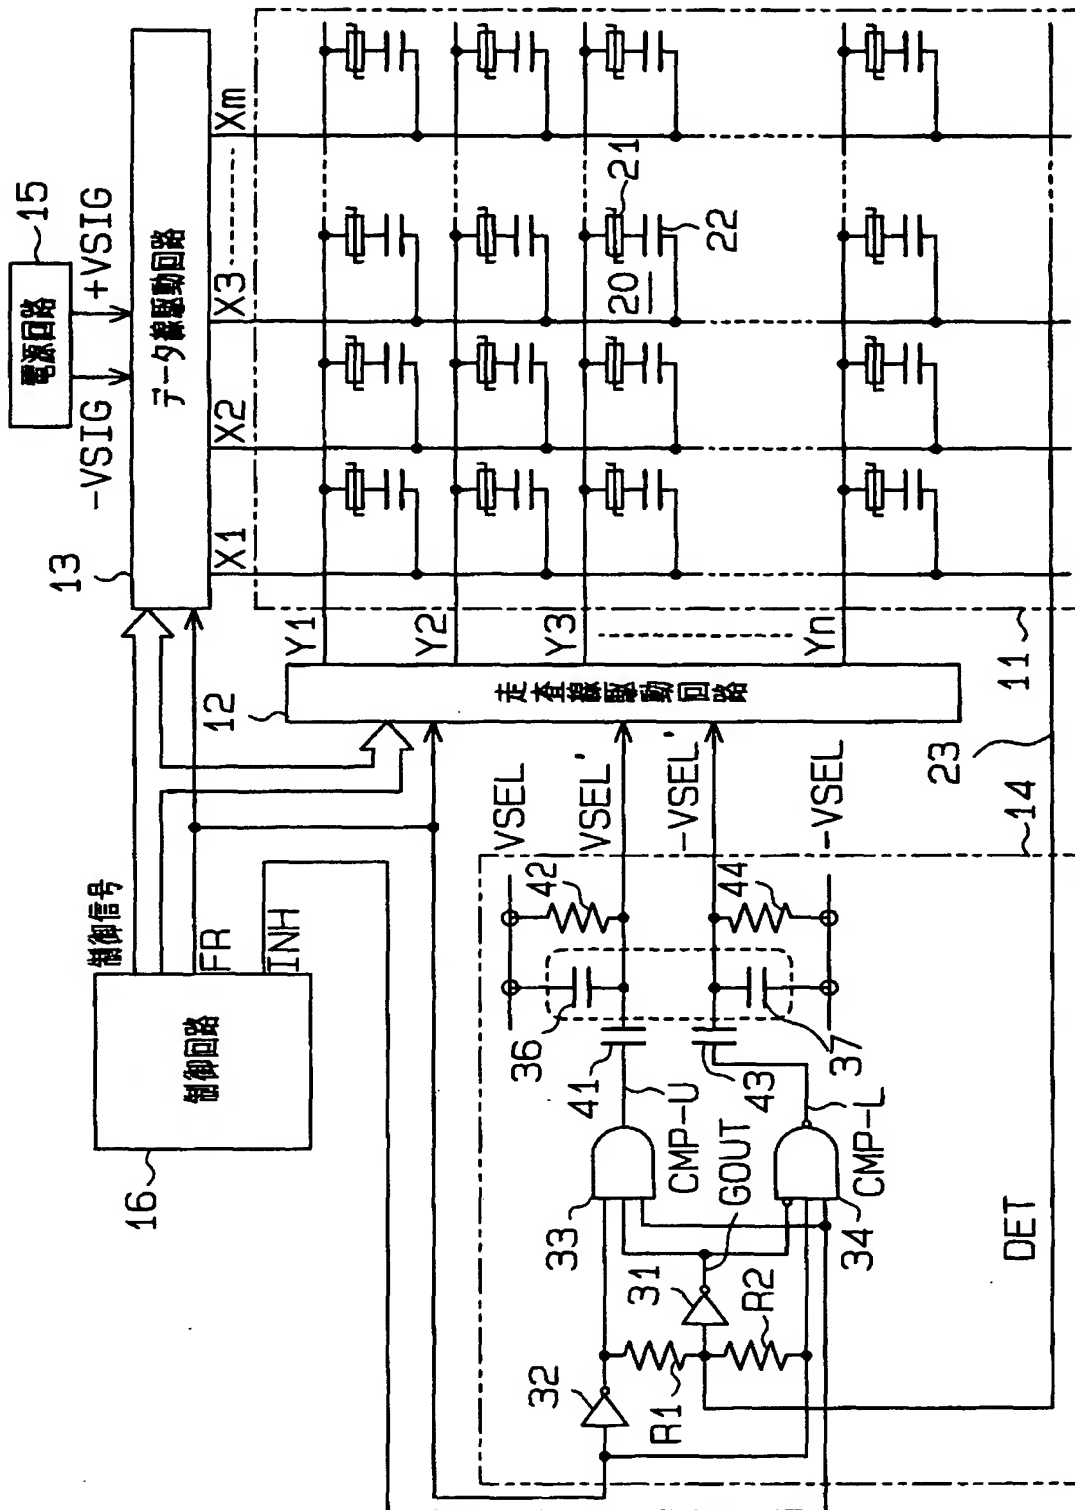 電源回路
15
-VSIG
+VSIG
13
データ線駆動回路
X1
X2
X3
Xm
Y1
Y2
Y3
Yn
20
21
22
12
走査線駆動回路
11
23
14
制御信号
FR
INH
制御回路
16
VSEL
VSEL'
-VSEL'
-VSEL
42
44
36
37
41
43
CMP-U
CMP-L
33
34
GOUT
31
32
R1
R2
DET